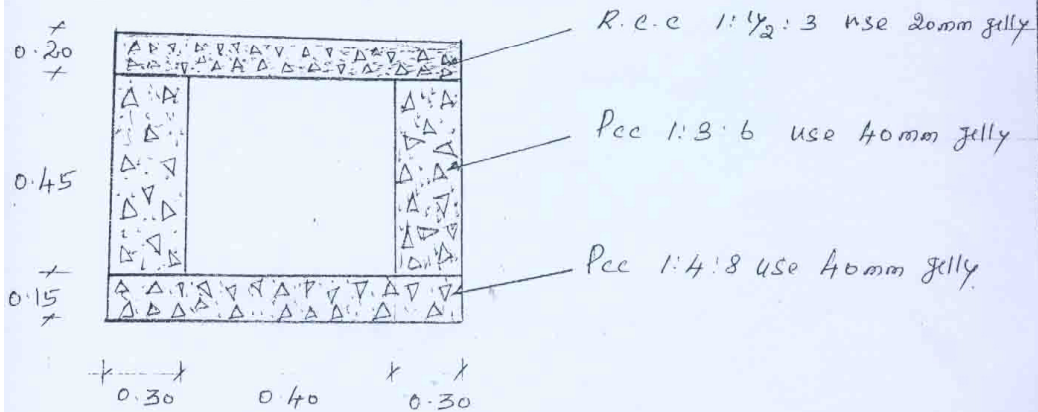 R.c.c 1:1½:3 use 20mm jelly
0.20
Pcc 1:3:6 use 40mm jelly
0.45
Pcc 1:4:8 use 40mm jelly.
0.15
0.30 0.40 0.30